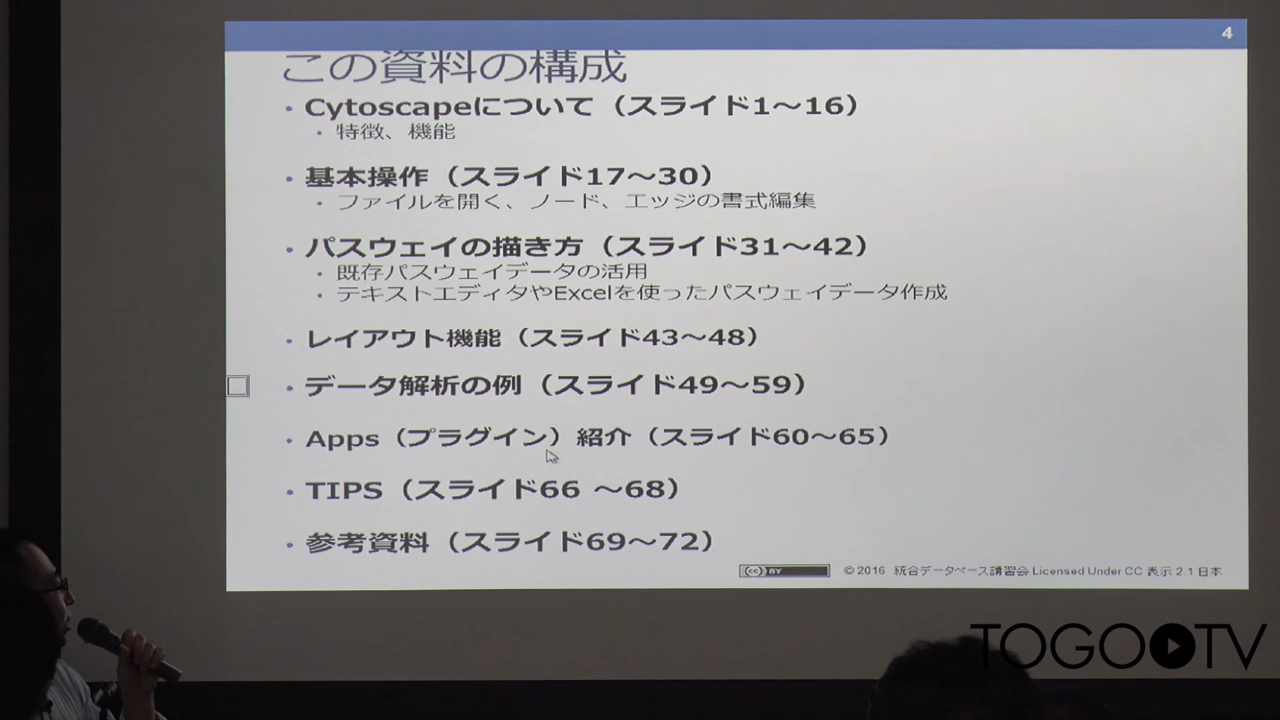 4
この資料の構成
・Cytoscapeについて（スライド1～16）
・特徴、機能
・基本操作（スライド17～30）
・ファイルを開く、ノード、エッジの書式編集
・パスウェイの描き方（スライド31～42）
・既存パスウェイデータの活用
・テキストエディタやExcelを使ったパスウェイデータ作成
・レイアウト機能（スライド43～48）
・データ解析の例（スライド49～59）
・Apps（プラグイン）紹介（スライド60～65）
・TIPS（スライド66 ～68）
・参考資料（スライド69～72）
cc BY © 2016 統合データベース講習会 Licensed Under CC 表示 2.1 日本
TOGO TV